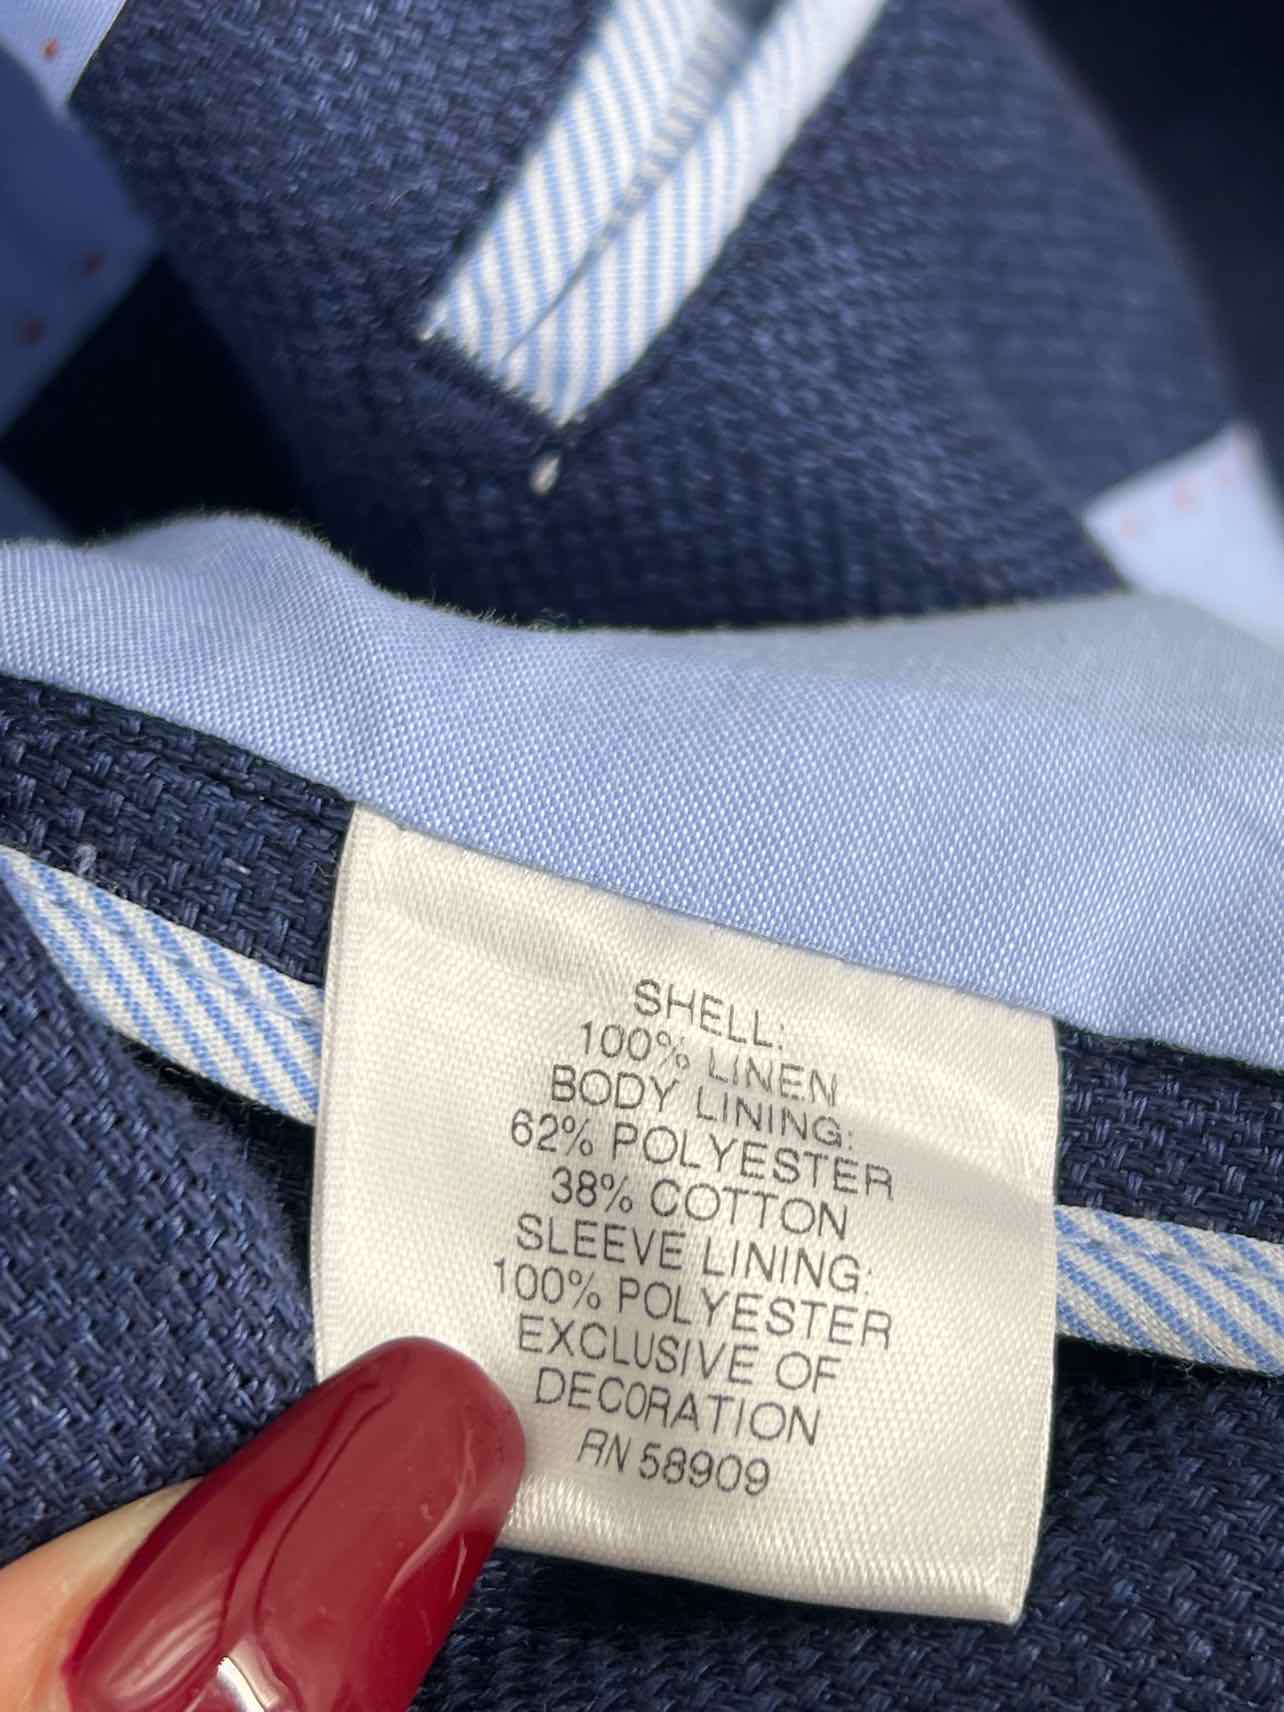 SHELL:
100% LINEN
BODY LINING:
62% POLYESTER
38% COTTON
SLEEVE LINING:
100% POLYESTER
EXCLUSIVE OF
DECORATION
RN 58909